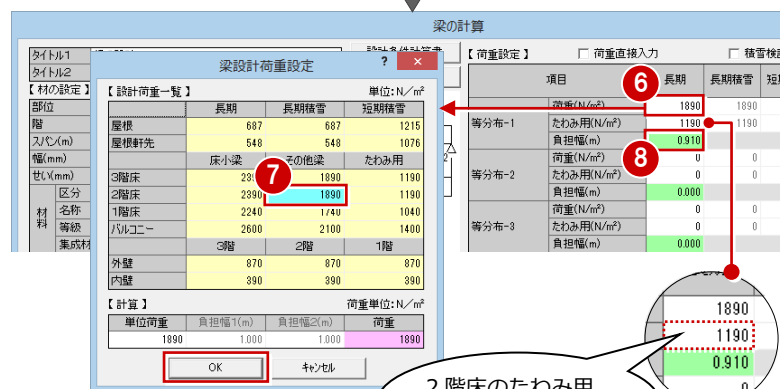 梁の計算
タイトル1
タイトル2
【材の設定】
部位
階
スパン(m)
幅(mm)
せい(mm)
材料
区分
名称
等級
集成材
梁設計荷重設定 ? ×
【設計荷重一覧】 単位:N/m²
長期 長期積雪 短期積雪
屋根 687 687 1215
屋根軒先 548 548 1076
床小梁 その他梁 たわみ用
3階床 1890 1190
2階床 2390 1890 1190
1階床 2240 1740 1040
バルコニー 2600 2100 1400
3階 2階 1階
外壁 870 870 870
内壁 390 390 390
【計算】 荷重単位:N/m²
単位荷重 負担幅1(m) 負担幅2(m) 荷重
1890 1.000 1.000 1890
OK キャンセル
7
【荷重設定】 荷重直接入力
項目 長期 長期積雪
6
荷重(N/m²) 1890 1890
等分布-1 たわみ用(N/m²) 1190 1190
負担幅(m) 0.910
8
荷重(N/m²) 0 0
等分布-2 たわみ用(N/m²) 0 0
負担幅(m) 0.000
荷重(N/m²) 0 0
等分布-3 たわみ用(N/m²) 0 0
負担幅(m) 0.000
1890
1190
0.910
2階床のたわみ用